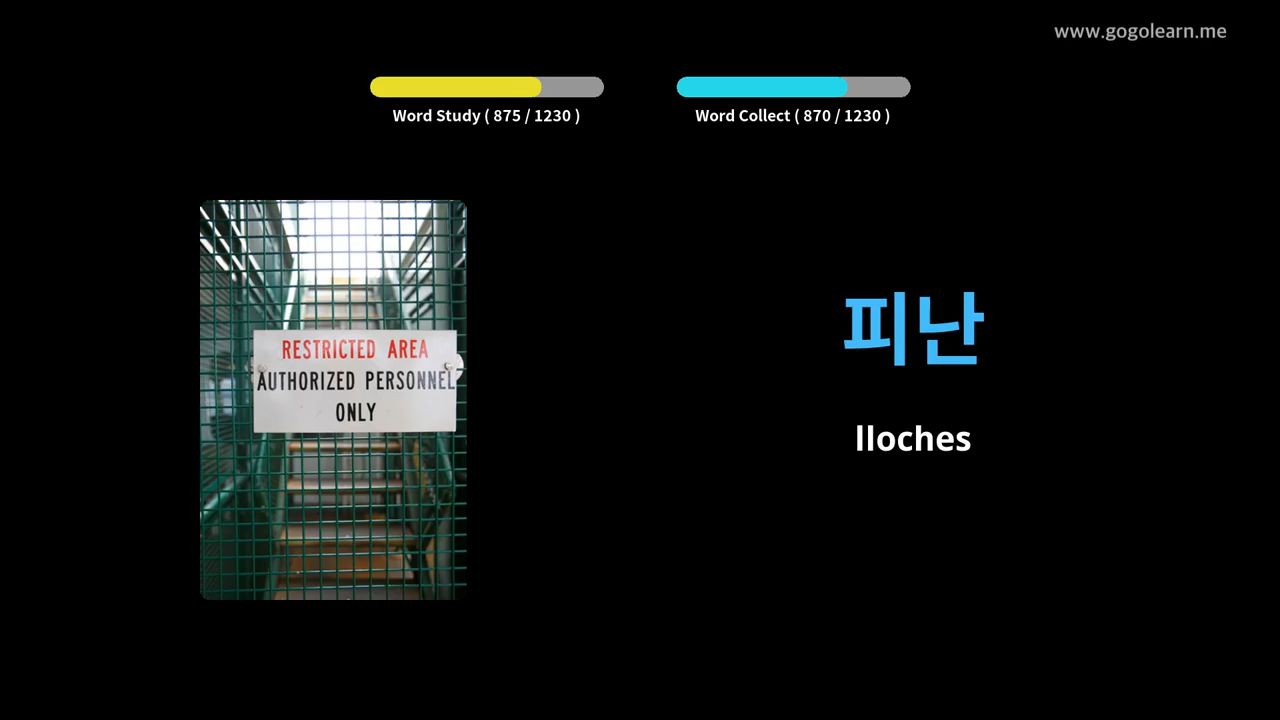 www.gogolearn.me
Word Study ( 875 / 1230 )
Word Collect ( 870 / 1230 )
RESTRICTED AREA
AUTHORIZED PERSONNEL
ONLY
피난
lloches